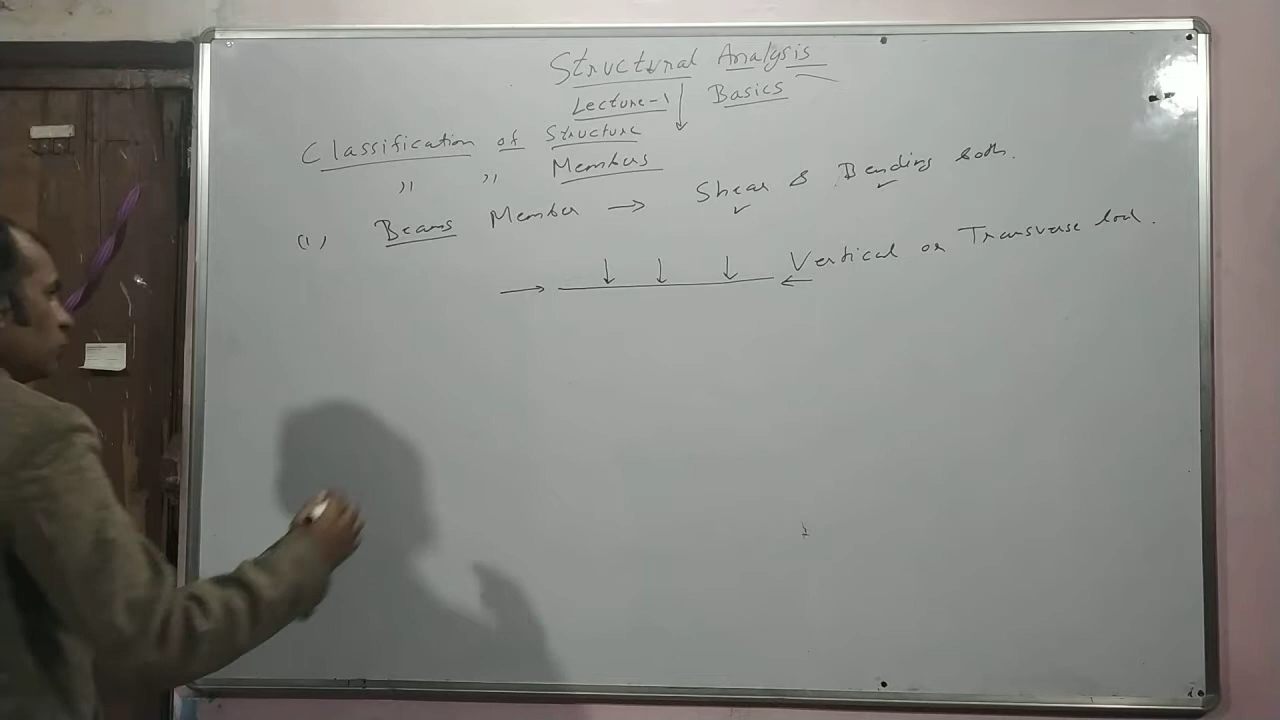 Structural Analysis
Lecture-1 Basics
Classification of Structure
" " Members
(1) Beams Member → Shear & Bending both.
Vertical or Transverse load.